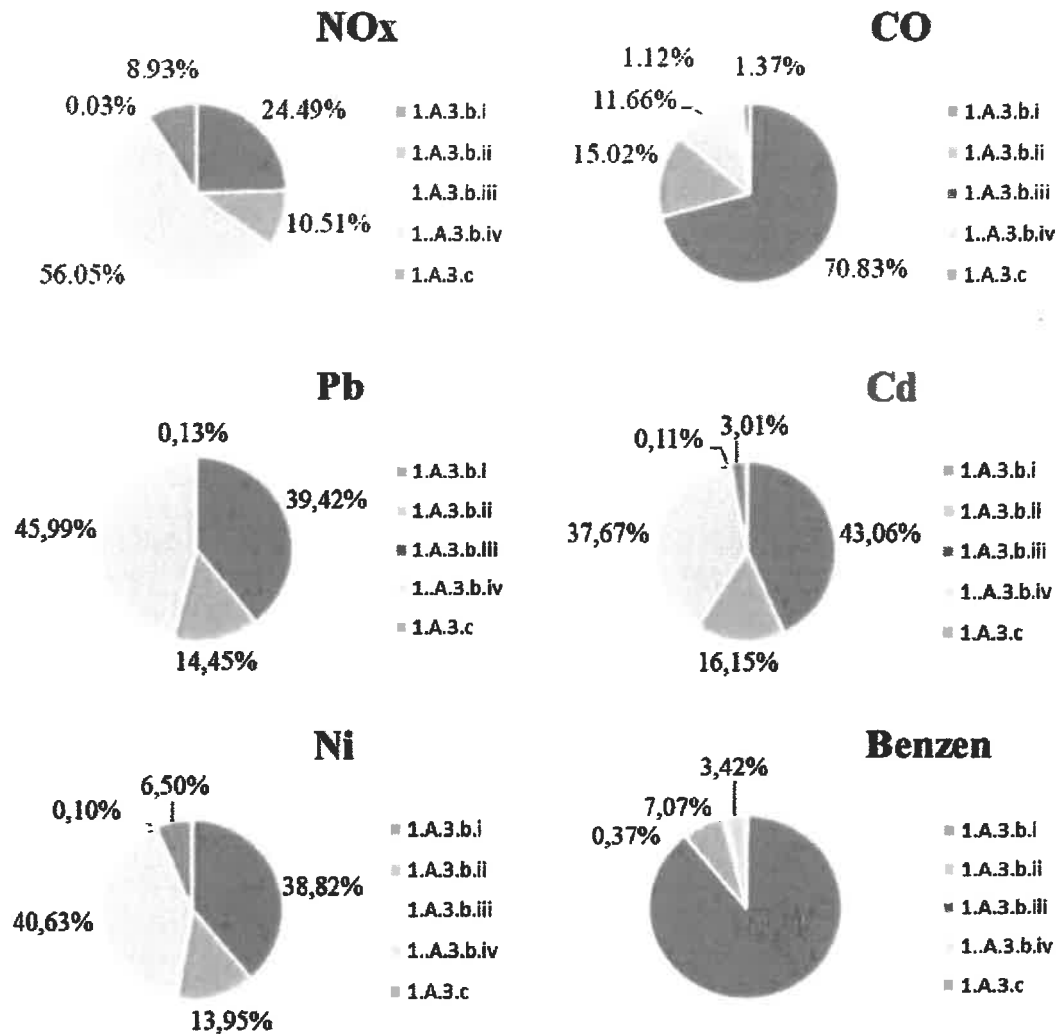 NOx
8.93%
0.03%
24.49%
10.51%
56.05%
1.A.3.b.i
1.A.3.b.ii
1.A.3.b.iii
1..A.3.b.iv
1.A.3.c
CO
1.12%
1.37%
11.66%
15.02%
70.83%
1.A.3.b.i
1.A.3.b.ii
1.A.3.b.iii
1..A.3.b.iv
1.A.3.c
Pb
0,13%
39,42%
45,99%
14,45%
1.A.3.b.i
1.A.3.b.ii
1.A.3.b.iii
1..A.3.b.iv
1.A.3.c
Cd
0,11%
3,01%
37,67%
43,06%
16,15%
1.A.3.b.i
1.A.3.b.ii
1.A.3.b.iii
1..A.3.b.iv
1.A.3.c
Ni
6,50%
0,10%
38,82%
40,63%
13,95%
1.A.3.b.i
1.A.3.b.ii
1.A.3.b.iii
1..A.3.b.iv
1.A.3.c
Benzen
3,42%
7,07%
0,37%
1.A.3.b.i
1.A.3.b.ii
1.A.3.b.iii
1..A.3.b.iv
1.A.3.c